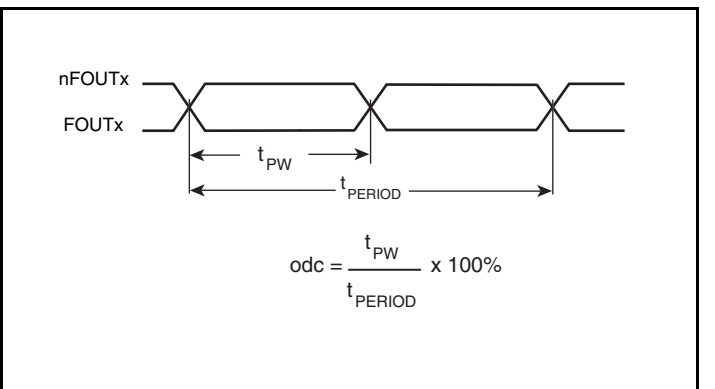 nFOUTx
FOUTx
tPW
tPERIOD
odc = tPW / tPERIOD x 100%